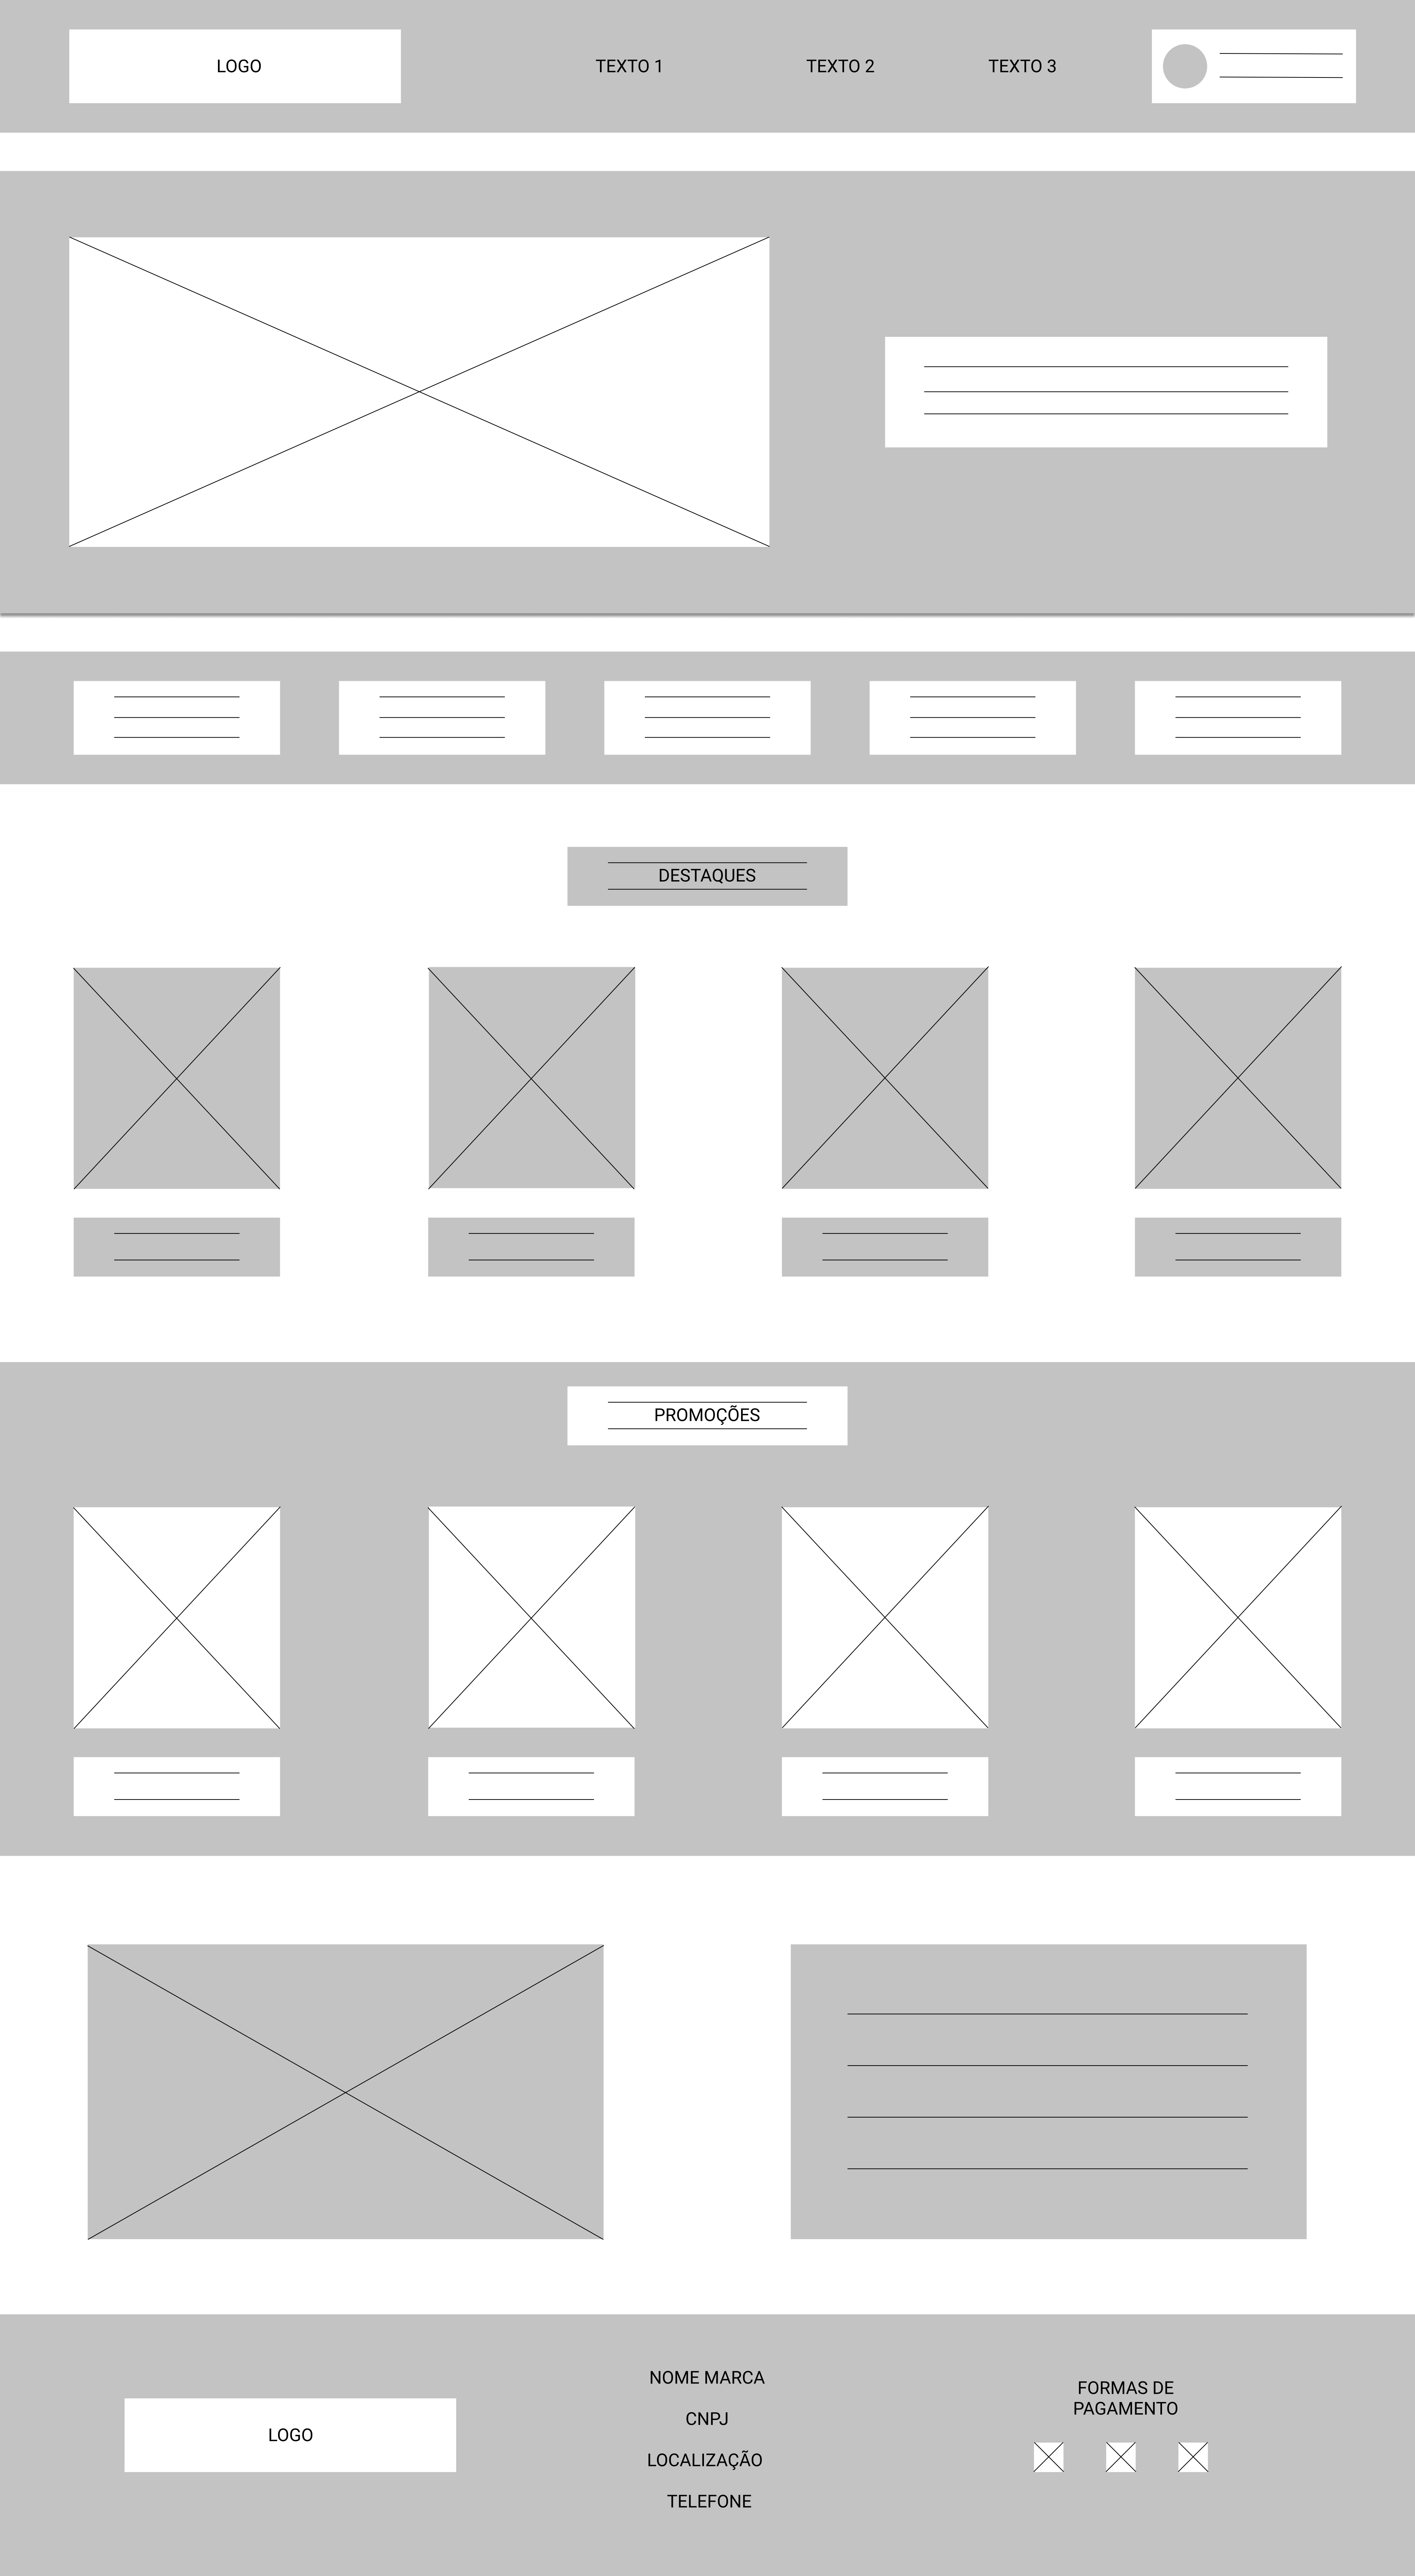 LOGO
TEXTO 1
TEXTO 2
TEXTO 3
DESTAQUES
PROMOÇÕES
LOGO
NOME MARCA
CNPJ
LOCALIZAÇÃO
TELEFONE
FORMAS DE
PAGAMENTO